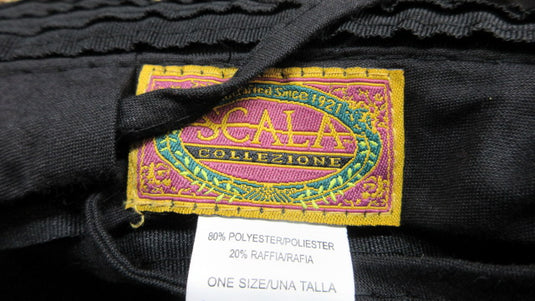 Since 1921
SCALA
COLLEZIONE
80% POLYESTER/POLIESTER
20% RAFFIA/RAFIA
ONE SIZE/UNA TALLA